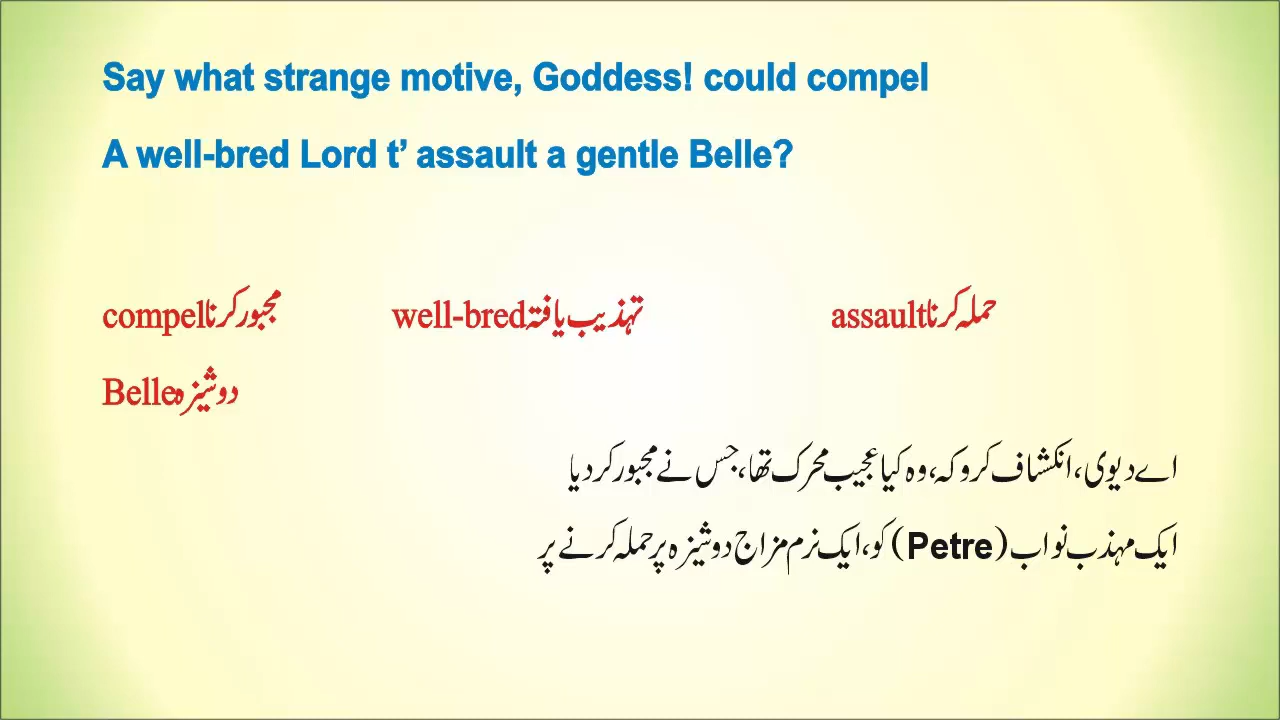 Say what strange motive, Goddess! could compel
A well-bred Lord t’ assault a gentle Belle?
compel مجبور کرنا well-bred تہذیب یافتہ assault حملہ کرنا
Belle دوشیزہ
اے دیوی، انکشاف کرو کہ، وہ کیا عجیب محرک تھا، جس نے مجبور کر دیا
ایک مہذب نواب (Petre) کو، ایک نرم مزاج دوشیزہ پر حملہ کرنے پر